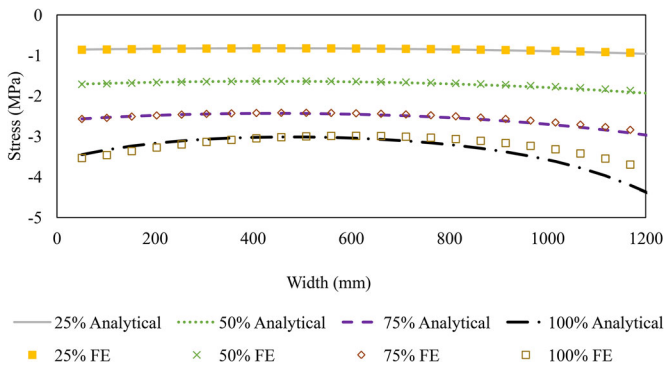 0
-1
-2
-3
-4
-5
Stress (MPa)
0
200
400
600
800
1000
1200
Width (mm)
25% Analytical
50% Analytical
75% Analytical
100% Analytical
25% FE
50% FE
75% FE
100% FE